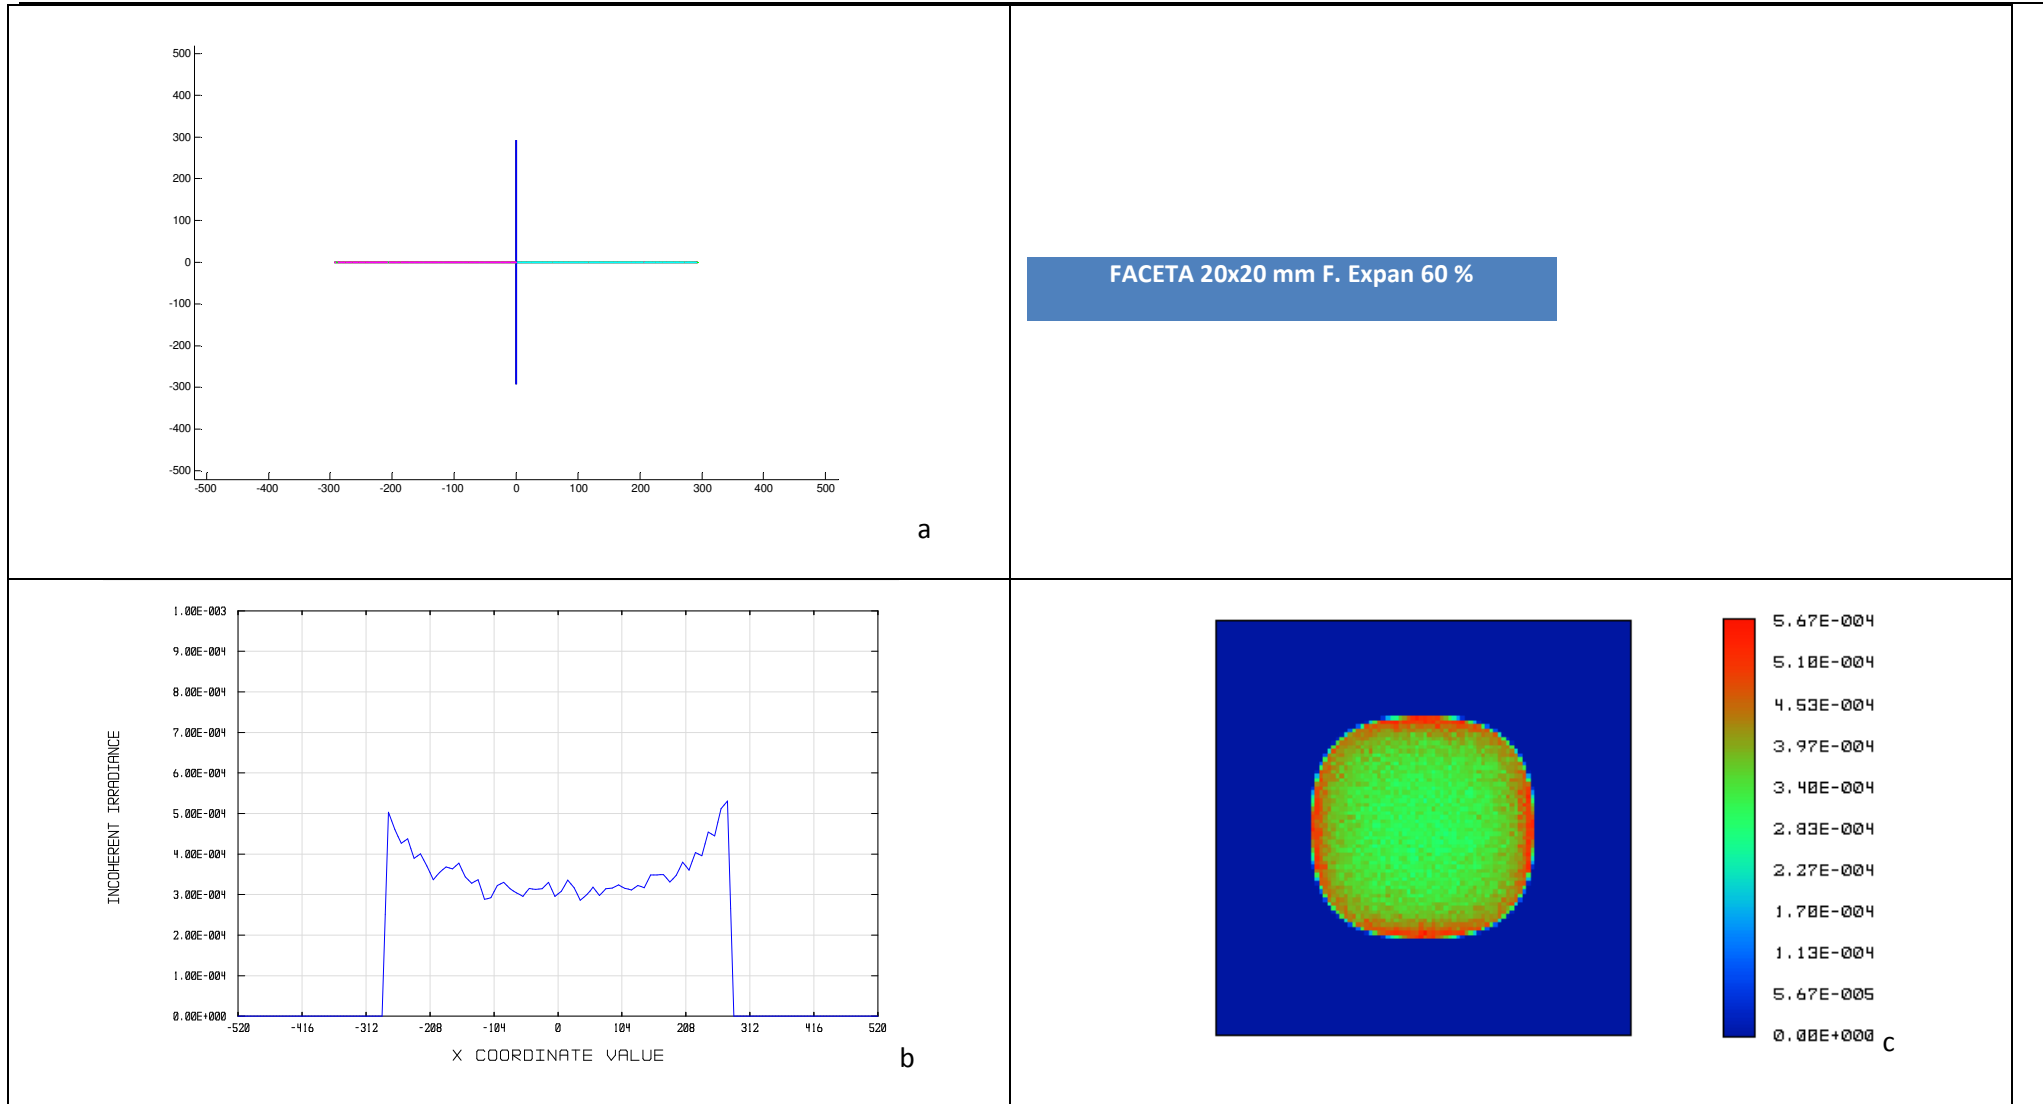 500
400
300
200
100
0
-100
-200
-300
-400
-500
-500 -400 -300 -200 -100 0 100 200 300 400 500
a
FACETA 20x20 mm F. Expan 60 %
1.00E-003
9.00E-004
8.00E-004
7.00E-004
6.00E-004
5.00E-004
4.00E-004
3.00E-004
2.00E-004
1.00E-004
0.00E+000
INCOHERENT IRRADIANCE
-520 -416 -312 -208 -104 0 104 208 312 416 520
X COORDINATE VALUE
b
5.67E-004
5.10E-004
4.53E-004
3.97E-004
3.40E-004
2.83E-004
2.27E-004
1.70E-004
1.13E-004
5.67E-005
0.00E+000
c